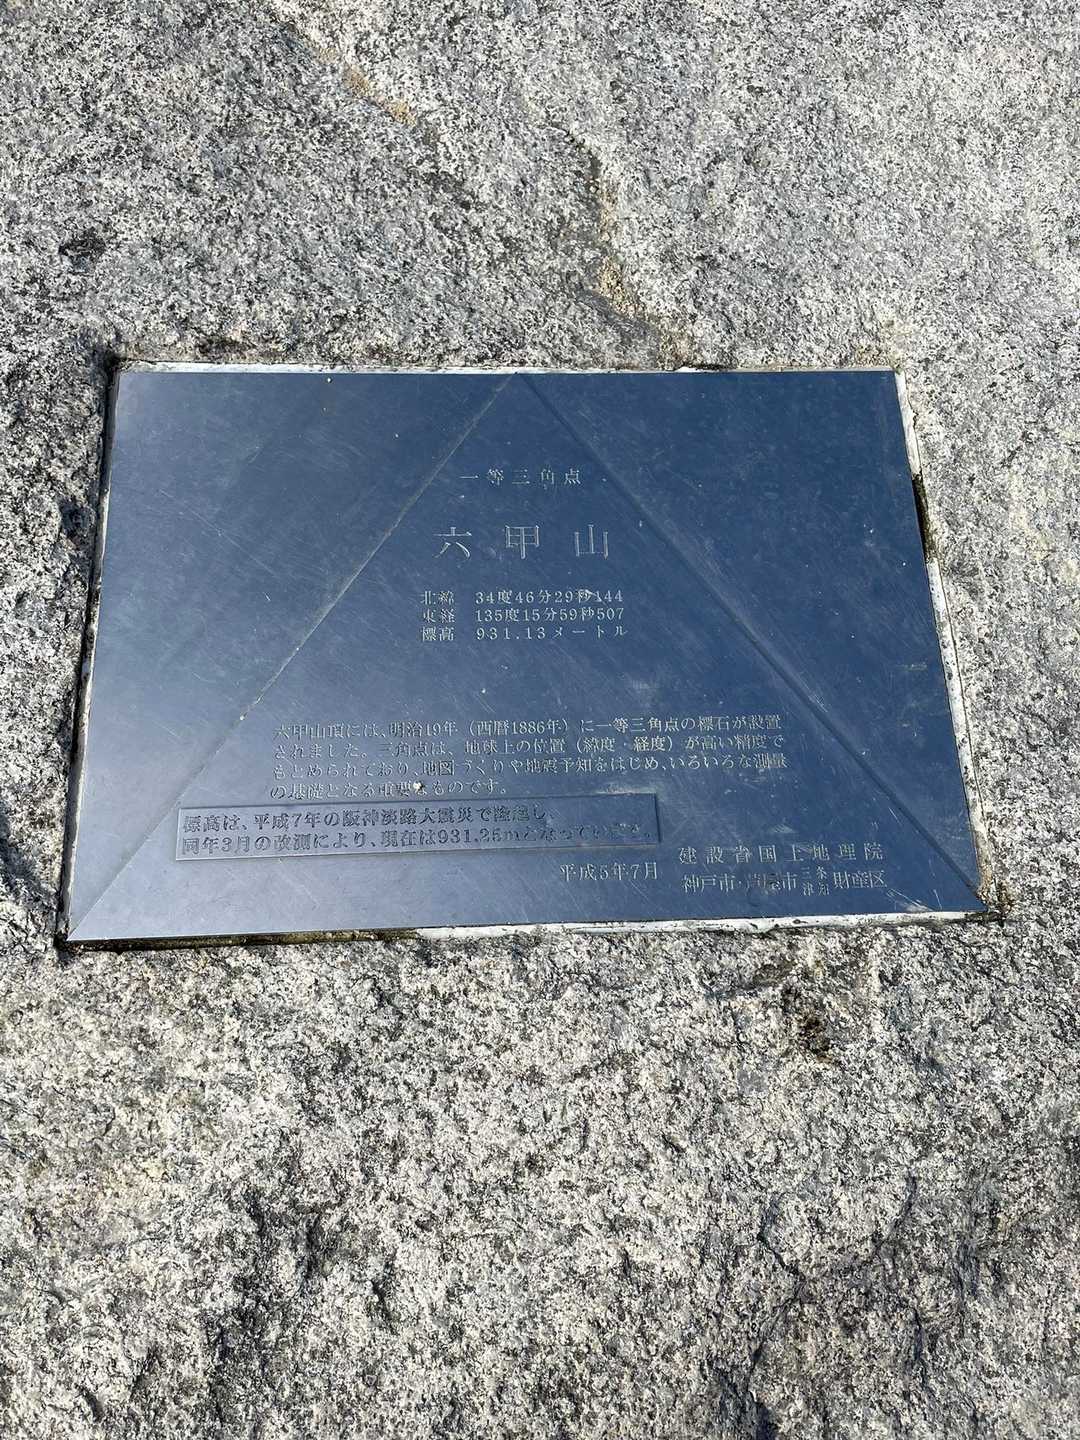 一等三角点
六甲山
北緯 34度46分29秒144
東経 135度15分59秒507
標高 931.13メートル
六甲山頂には、明治19年(西暦1886年)に一等三角点の標石が設置
されました。三角点は、地球上の位置(緯度・経度)が高い精度で
もとめられており、地図づくりや地震予知をはじめ、いろいろな測量
の基礎となる重要なものです。
標高は、平成7年の阪神淡路大震災で隆起し、
同年3月の改測により、現在は931.25mとなっている。
平成5年7月
建設省国土地理院
神戸市・芦屋市三条津知財産区